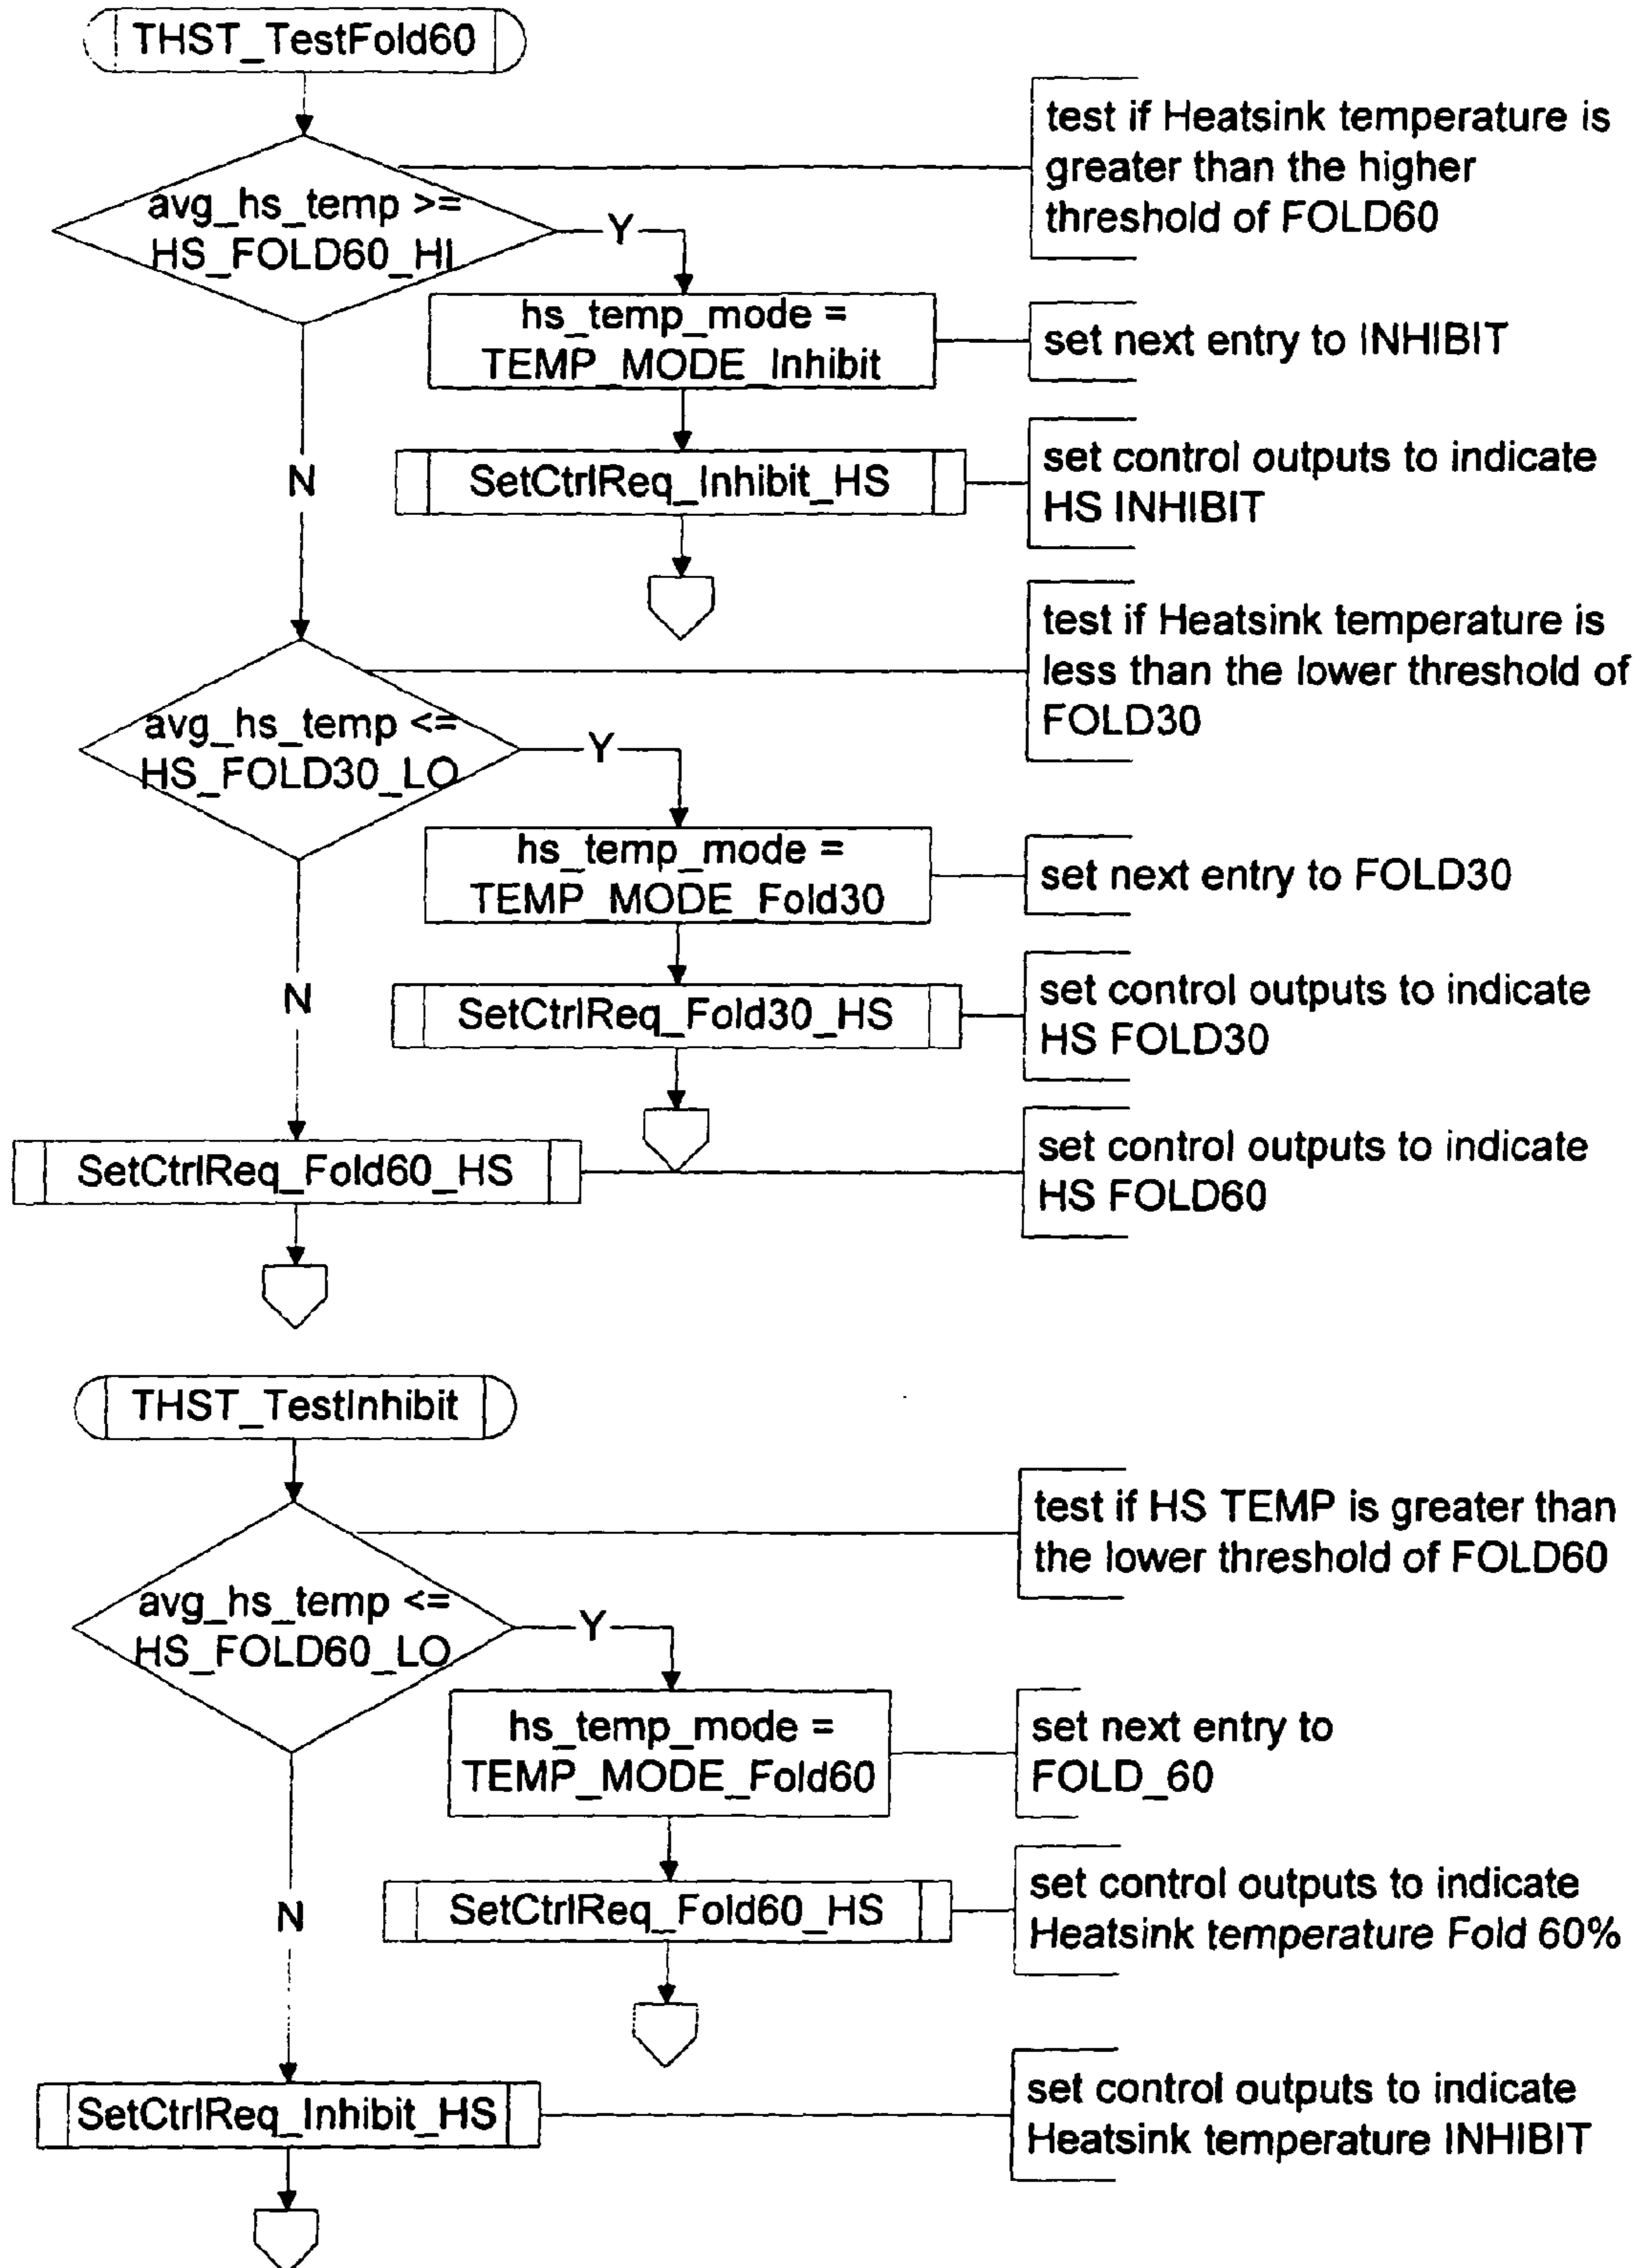 THST_TestFold60
test if Heatsink temperature is
greater than the higher
threshold of FOLD60
avg_hs_temp >=
HS_FOLD60_HI
Y
hs_temp_mode =
TEMP_MODE_Inhibit
set next entry to INHIBIT
N
SetCtrlReq_Inhibit_HS
set control outputs to indicate
HS INHIBIT
test if Heatsink temperature is
less than the lower threshold of
FOLD30
avg_hs_temp <=
HS_FOLD30_LO
Y
hs_temp_mode =
TEMP_MODE_Fold30
set next entry to FOLD30
N
SetCtrlReq_Fold30_HS
set control outputs to indicate
HS FOLD30
SetCtrlReq_Fold60_HS
set control outputs to indicate
HS FOLD60
THST_TestInhibit
test if HS TEMP is greater than
the lower threshold of FOLD60
avg_hs_temp <=
HS_FOLD60_LO
Y
hs_temp_mode =
TEMP_MODE_Fold60
set next entry to
FOLD_60
N
SetCtrlReq_Fold60_HS
set control outputs to indicate
Heatsink temperature Fold 60%
SetCtrlReq_Inhibit_HS
set control outputs to indicate
Heatsink temperature INHIBIT